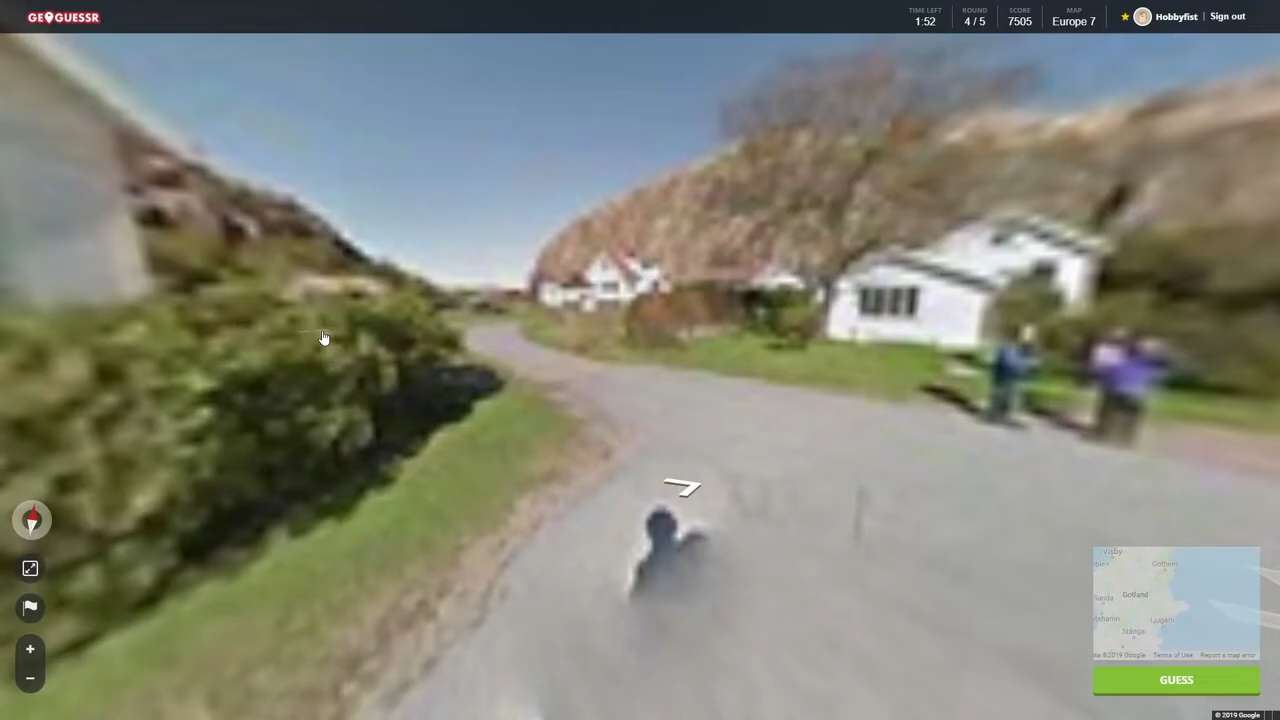 GEOGUESSR
TIME LEFT
1:52
ROUND
4 / 5
SCORE
7505
MAP
Europe 7
Hobbyfist
Sign out
Visby
Gothem
Sanda
Gotland
Ljugarn
Stånga
©2019 Google
Terms of Use
Report a map error
GUESS
© 2019 Google